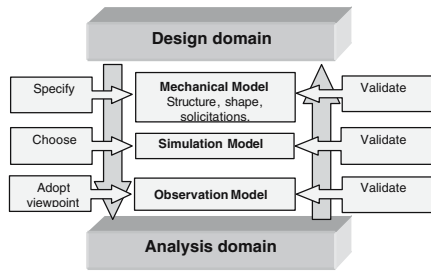 Design domain
Specify
Mechanical Model
Structure, shape,
solicitations.
Validate
Choose
Simulation Model
Validate
Adopt
viewpoint
Observation Model
Validate
Analysis domain